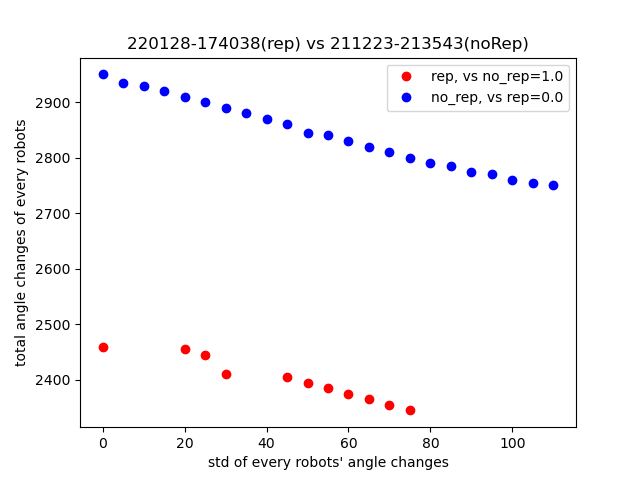 220128-174038(rep) vs 211223-213543(noRep)
rep, vs no_rep=1.0
no_rep, vs rep=0.0
total angle changes of every robots
2900
2800
2700
2600
2500
2400
0 20 40 60 80 100
std of every robots' angle changes